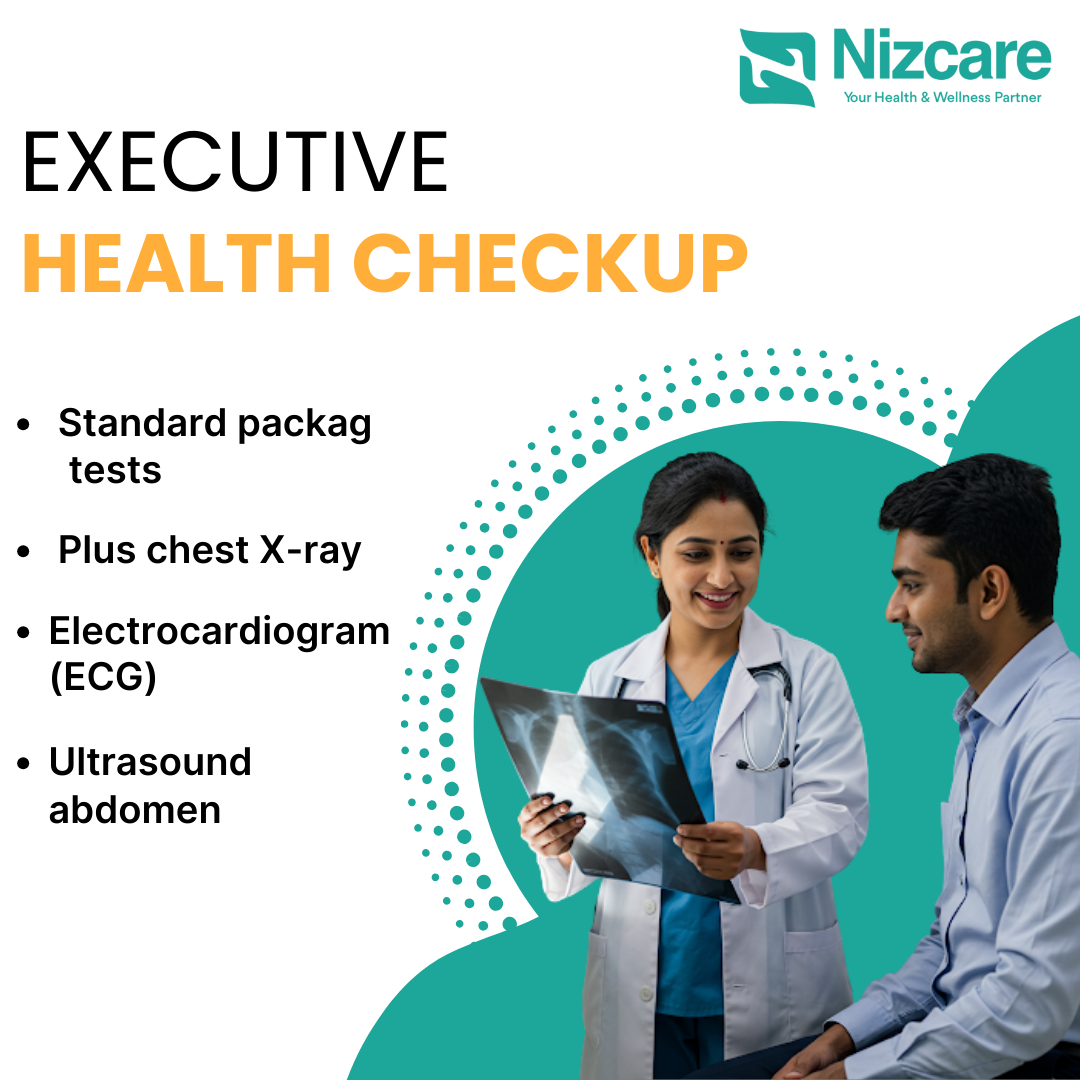 Nizcare
Your Health & Wellness Partner
EXECUTIVE
HEALTH CHECKUP
• Standard packag
tests
• Plus chest X-ray
• Electrocardiogram
(ECG)
• Ultrasound
abdomen